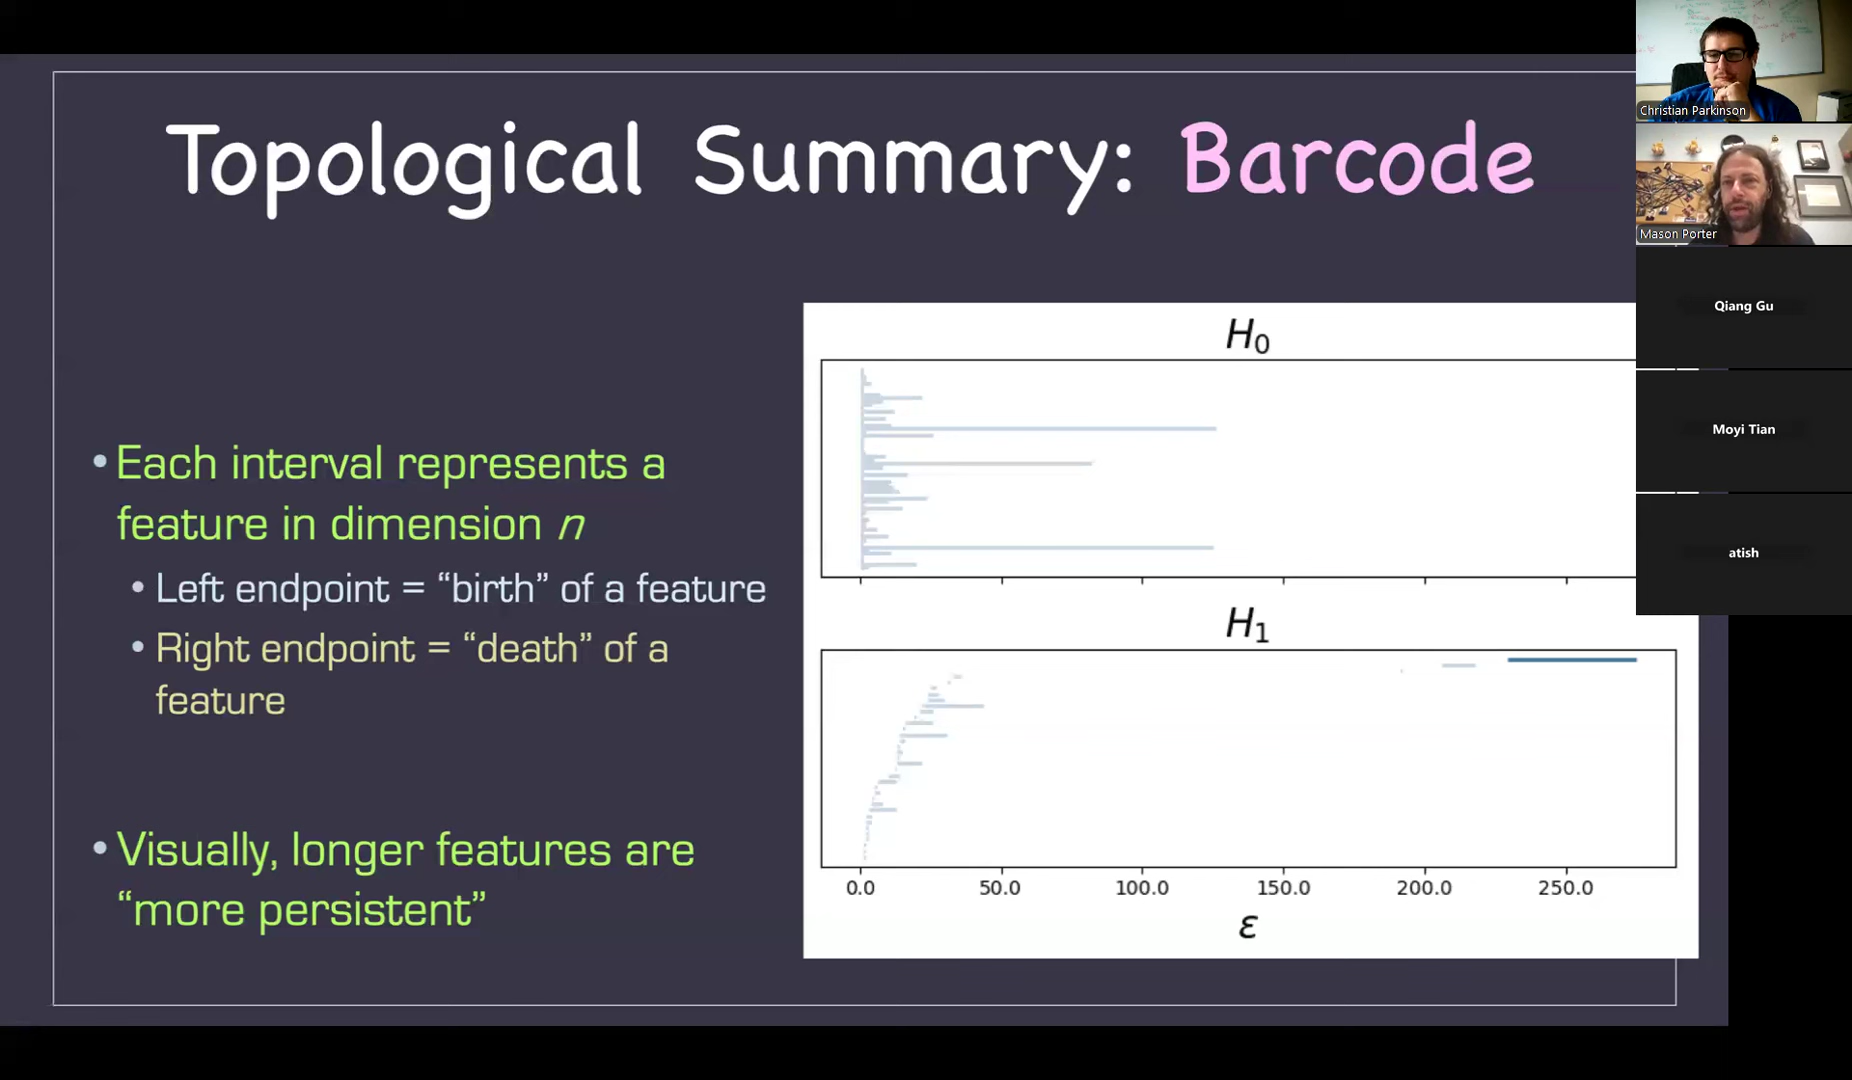 Topological Summary: Barcode
• Each interval represents a
feature in dimension n
• Left endpoint = “birth” of a feature
• Right endpoint = “death” of a
feature
• Visually, longer features are
“more persistent”
H₀
H₁
0.0 50.0 100.0 150.0 200.0 250.0
ε
Christian Parkinson
Mason Porter
Qiang Gu
Moyi Tian
atish